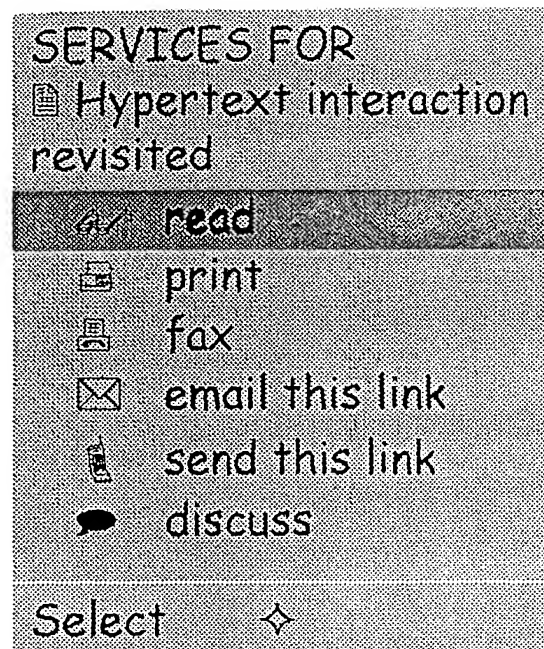 SERVICES FOR
Hypertext interaction
revisited
read
print
fax
email this link
send this link
discuss
Select